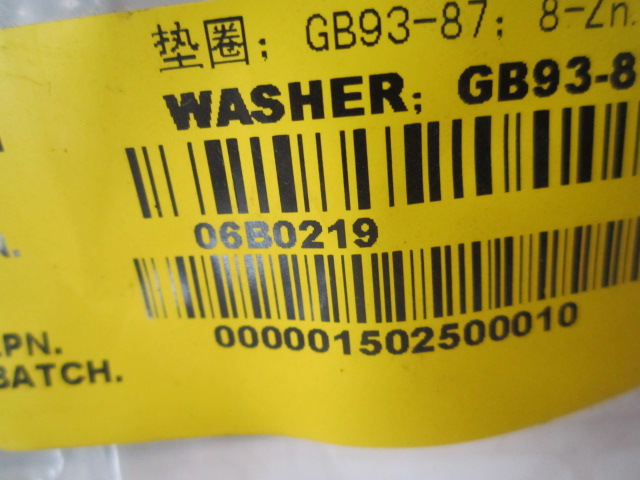 垫圈; GB93-87; 8-Zn.
WASHER; GB93-8
06B0219
000001502500010
PN.
BATCH.